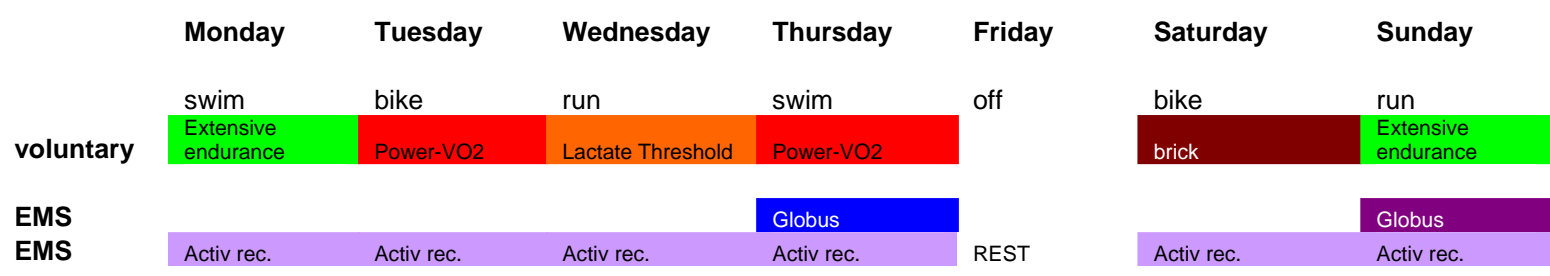 Monday Tuesday Wednesday Thursday Friday Saturday Sunday
swim bike run swim off bike run
Extensive Extensive
voluntary endurance Power-VO2 Lactate Threshold Power-VO2 brick endurance
EMS Globus Globus
EMS Activ rec. Activ rec. Activ rec. Activ rec. REST Activ rec. Activ rec.